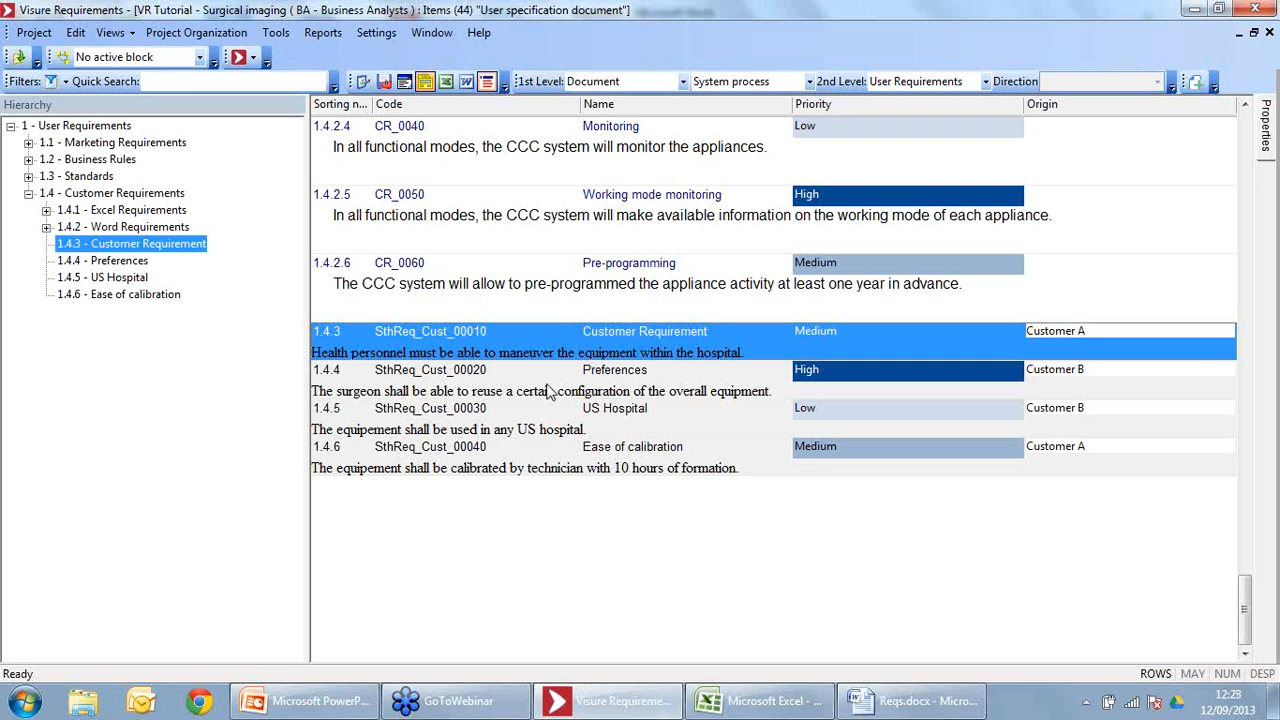 Visure Requirements - [VR Tutorial - Surgical imaging ( BA - Business Analysts ) : Items (44) "User specification document"]
Project Edit Views Project Organization Tools Reports Settings Window Help
No active block
Filters: Quick Search: 1st Level: Document System process 2nd Level: User Requirements Direction
Hierarchy
1 - User Requirements
1.1 - Marketing Requirements
1.2 - Business Rules
1.3 - Standards
1.4 - Customer Requirements
1.4.1 - Excel Requirements
1.4.2 - Word Requirements
1.4.3 - Customer Requirement
1.4.4 - Preferences
1.4.5 - US Hospital
1.4.6 - Ease of calibration
Sorting n... Code Name Priority Origin
1.4.2.4 CR_0040 Monitoring Low
In all functional modes, the CCC system will monitor the appliances.
1.4.2.5 CR_0050 Working mode monitoring High
In all functional modes, the CCC system will make available information on the working mode of each appliance.
1.4.2.6 CR_0060 Pre-programming Medium
The CCC system will allow to pre-programmed the appliance activity at least one year in advance.
1.4.3 SthReq_Cust_00010 Customer Requirement Medium Customer A
Health personnel must be able to maneuver the equipment within the hospital.
1.4.4 SthReq_Cust_00020 Preferences High Customer B
The surgeon shall be able to reuse a certain configuration of the overall equipment.
1.4.5 SthReq_Cust_00030 US Hospital Low Customer B
The equipement shall be used in any US hospital.
1.4.6 SthReq_Cust_00040 Ease of calibration Medium Customer A
The equipement shall be calibrated by technician with 10 hours of formation.
Properties
Ready ROWS MAY NUM DESP
Microsoft PowerP... GoToWebinar Visure Requireme... Microsoft Excel - ... Reqs.docx - Micro...
12:23
12/09/2013